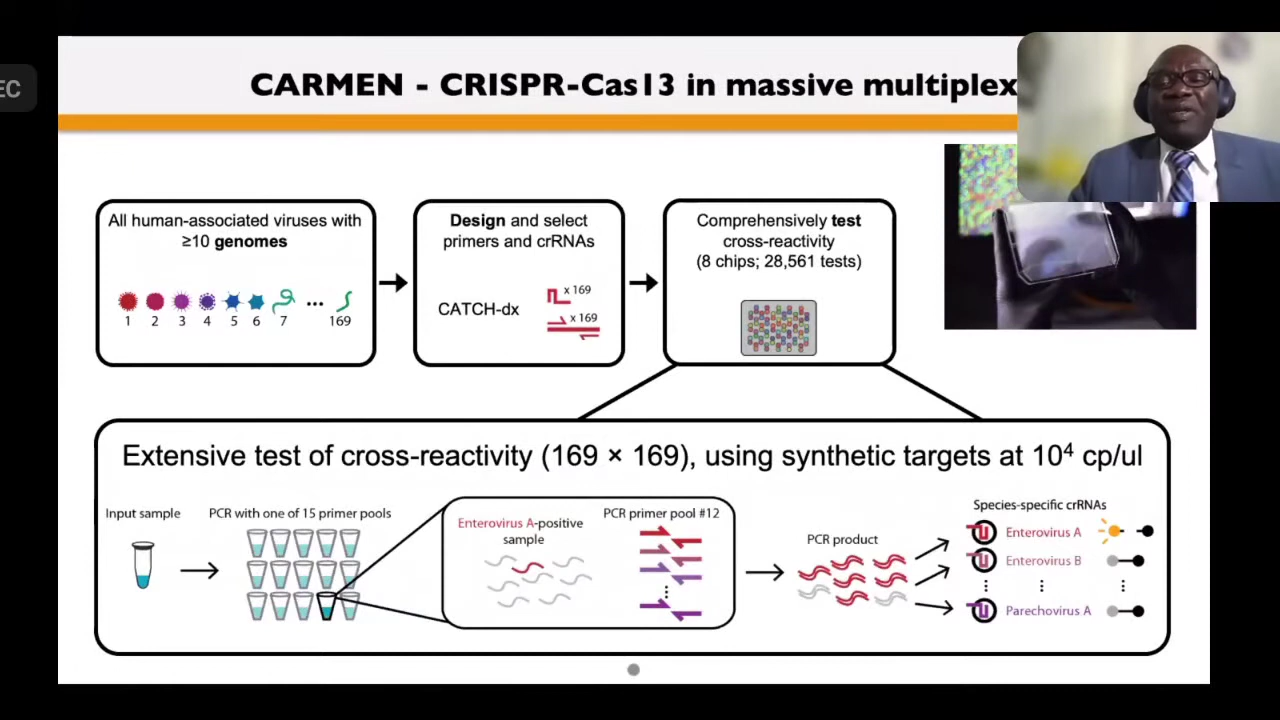 EC
CARMEN - CRISPR-Cas13 in massive multiplex
All human-associated viruses with
≥10 genomes
1 2 3 4 5 6 7 ... 169
Design and select
primers and crRNAs
CATCH-dx
x 169
x 169
Comprehensively test
cross-reactivity
(8 chips; 28,561 tests)
Extensive test of cross-reactivity (169 × 169), using synthetic targets at 10⁴ cp/ul
Input sample
PCR with one of 15 primer pools
Enterovirus A-positive
sample
PCR primer pool #12
PCR product
Species-specific crRNAs
Enterovirus A
Enterovirus B
Parechovirus A